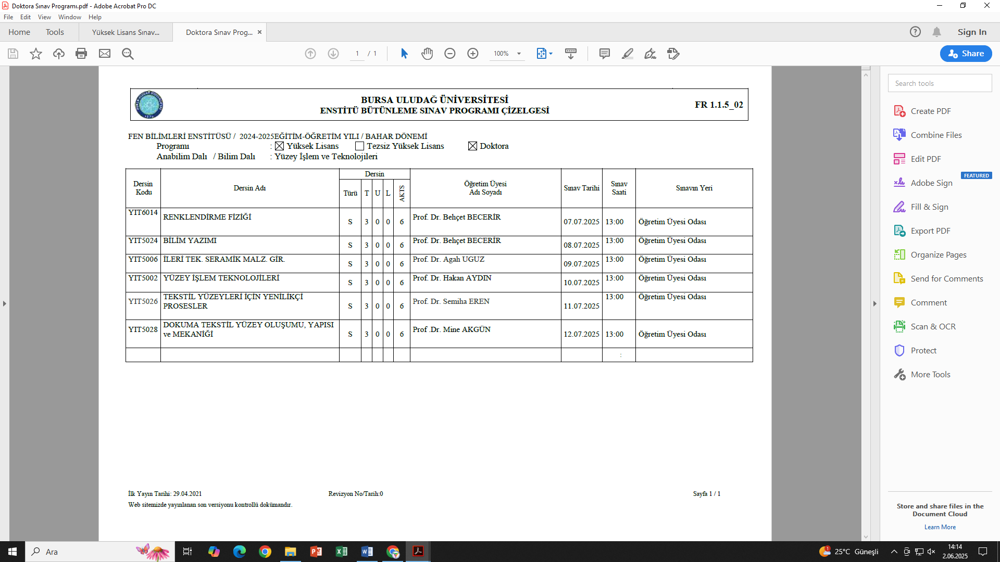 Doktora Sınav Programı.pdf - Adobe Acrobat Pro DC
File Edit View Window Help
Home Tools Yüksek Lisans Sınav... Doktora Sınav Prog... Sign In
1 / 1 100% Share
BURSA ULUDAĞ ÜNİVERSİTESİ
ENSTİTÜ BÜTÜNLEME SINAV PROGRAMI ÇİZELGESİ
FR 1.1.5_02
FEN BİLİMLERİ ENSTİTÜSÜ / 2024-2025EĞİTİM-ÖĞRETİM YILI / BAHAR DÖNEMİ
Programı : Yüksek Lisans Tezsiz Yüksek Lisans Doktora
Anabilim Dalı / Bilim Dalı : Yüzey İşlem ve Teknolojileri
Dersin Kodu Dersin Adı Dersin Türü T U L AKTS Öğretim Üyesi Adı Soyadı Sınav Tarihi Sınav Saati Sınavın Yeri
YIT6014 RENKLENDİRME FİZİĞİ S 3 0 0 6 Prof. Dr. Behçet BECERİR 07.07.2025 13:00 Öğretim Üyesi Odası
YIT5024 BİLİM YAZIMI S 3 0 0 6 Prof. Dr. Behçet BECERİR 08.07.2025 13:00 Öğretim Üyesi Odası
YIT5006 İLERİ TEK. SERAMİK MALZ. GİR. S 3 0 0 6 Prof. Dr. Agah UGUZ 09.07.2025 13:00 Öğretim Üyesi Odası
YIT5002 YÜZEY İŞLEM TEKNOLOJİLERİ S 3 0 0 6 Prof. Dr. Hakan AYDIN 10.07.2025 13:00 Öğretim Üyesi Odası
YIT5026 TEKSTİL YÜZEYLERİ İÇİN YENİLİKÇİ PROSESLER S 3 0 0 6 Prof. Dr. Semiha EREN 11.07.2025 13:00 Öğretim Üyesi Odası
YIT5028 DOKUMA TEKSTİL YÜZEY OLUŞUMU, YAPISI ve MEKANİĞİ S 3 0 0 6 Prof .Dr. Mine AKGÜN 12.07.2025 13:00 Öğretim Üyesi Odası
:
İlk Yayın Tarihi: 29.04.2021 Revizyon No/Tarih:0 Sayfa 1 / 1
Web sitemizde yayınlanan son versiyonu kontrollü dokümandır.
Search tools
Create PDF
Combine Files
Edit PDF
FEATURED
Adobe Sign
Fill & Sign
Export PDF
Organize Pages
Send for Comments
Comment
Scan & OCR
Protect
More Tools
Store and share files in the
Document Cloud
Learn More
Ara
1
25°C Güneşli
14:14
2.06.2025